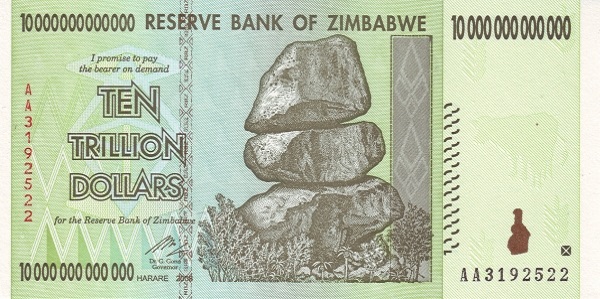 10000000000000
RESERVE BANK OF ZIMBABWE
10 000 000 000 000
I promise to pay
the bearer on demand
TEN
TRILLION
DOLLARS
for the Reserve Bank of Zimbabwe
Dr. G. Gono
Governor
HARARE 2008
10 000 000 000 000
AA3192522
AA3192522